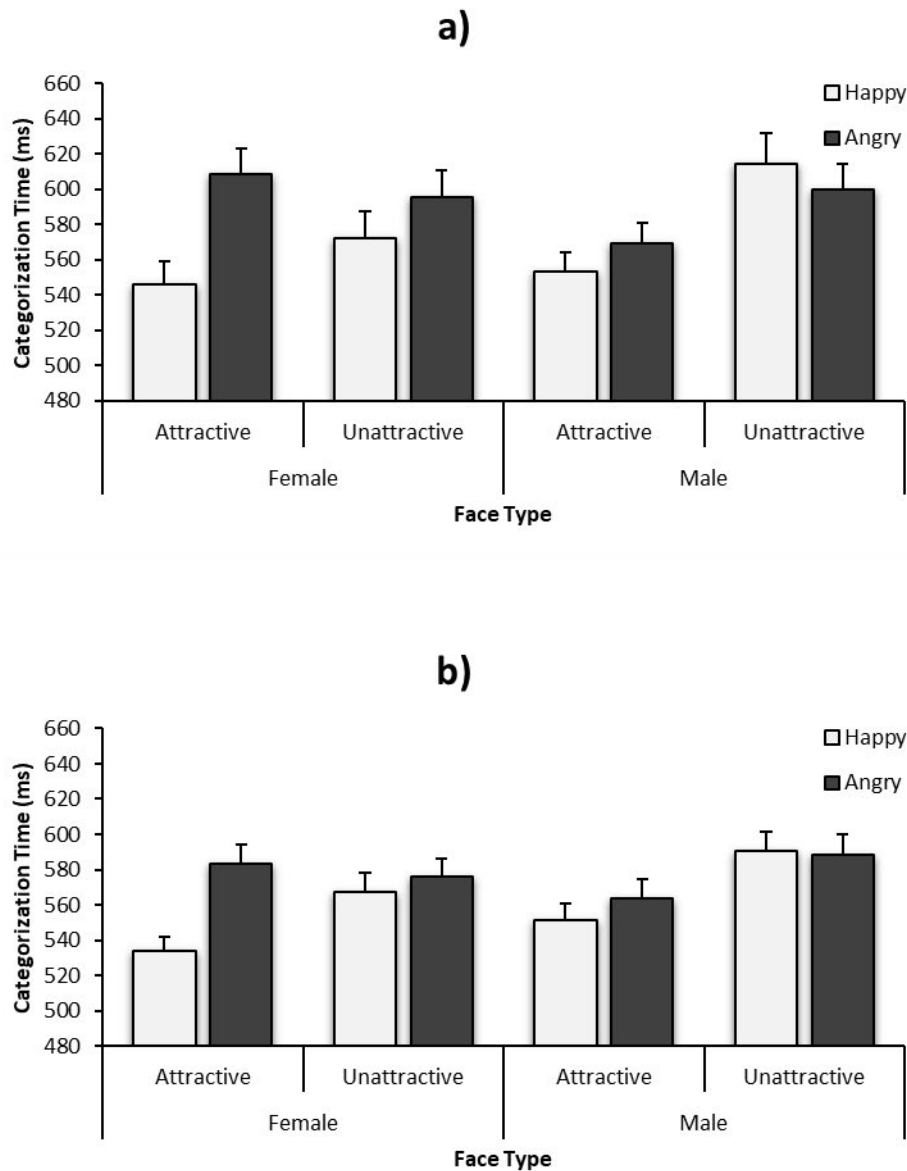 a)
660
640
620
600
580
560
540
520
500
480
Categorization Time (ms)
Happy
Angry
Attractive Unattractive Attractive Unattractive
Female Male
Face Type
b)
660
640
620
600
580
560
540
520
500
480
Categorization Time (ms)
Happy
Angry
Attractive Unattractive Attractive Unattractive
Female Male
Face Type